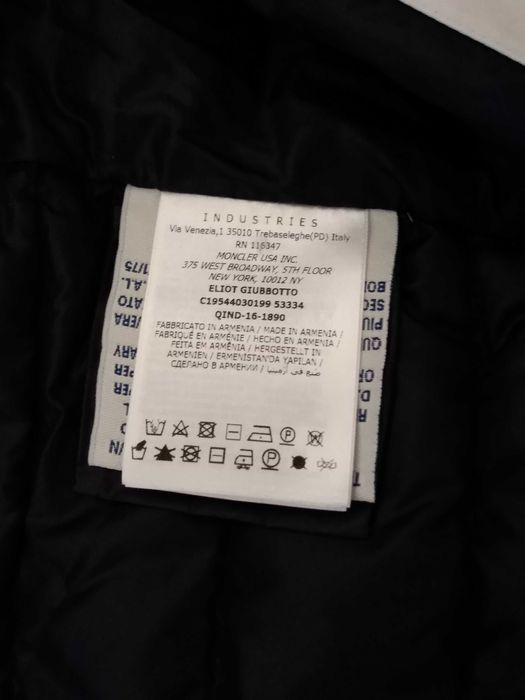 INDUSTRIES
Via Venezia,1 35010 Trebaseleghe(PD) Italy
RN 116347
MONCLER USA INC.
375 WEST BROADWAY, 5TH FLOOR
NEW YORK, 10012 NY
ELIOT GIUBBOTTO
C19544030199 53334
QIND-16-1890
FABBRICATO IN ARMENIA / MADE IN ARMENIA /
FABRIQUÉ EN ARMÉNIE / HECHO EN ARMENIA /
FEITA EM ARMÊNIA / HERGESTELLT IN
ARMENIEN / ERMENISTAN'DA YAPILAN /
СДЕЛАНО В АРМЕНИИ / صنع في أرمينيا